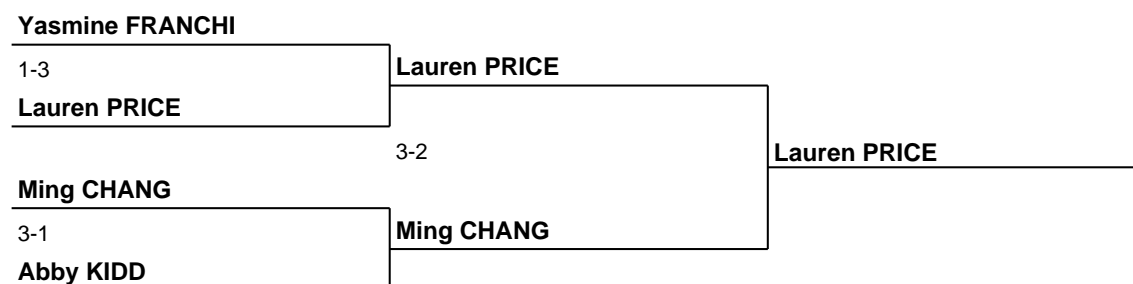 Yasmine FRANCHI
1-3
Lauren PRICE
Lauren PRICE
3-2
Lauren PRICE
Ming CHANG
3-1
Ming CHANG
Abby KIDD